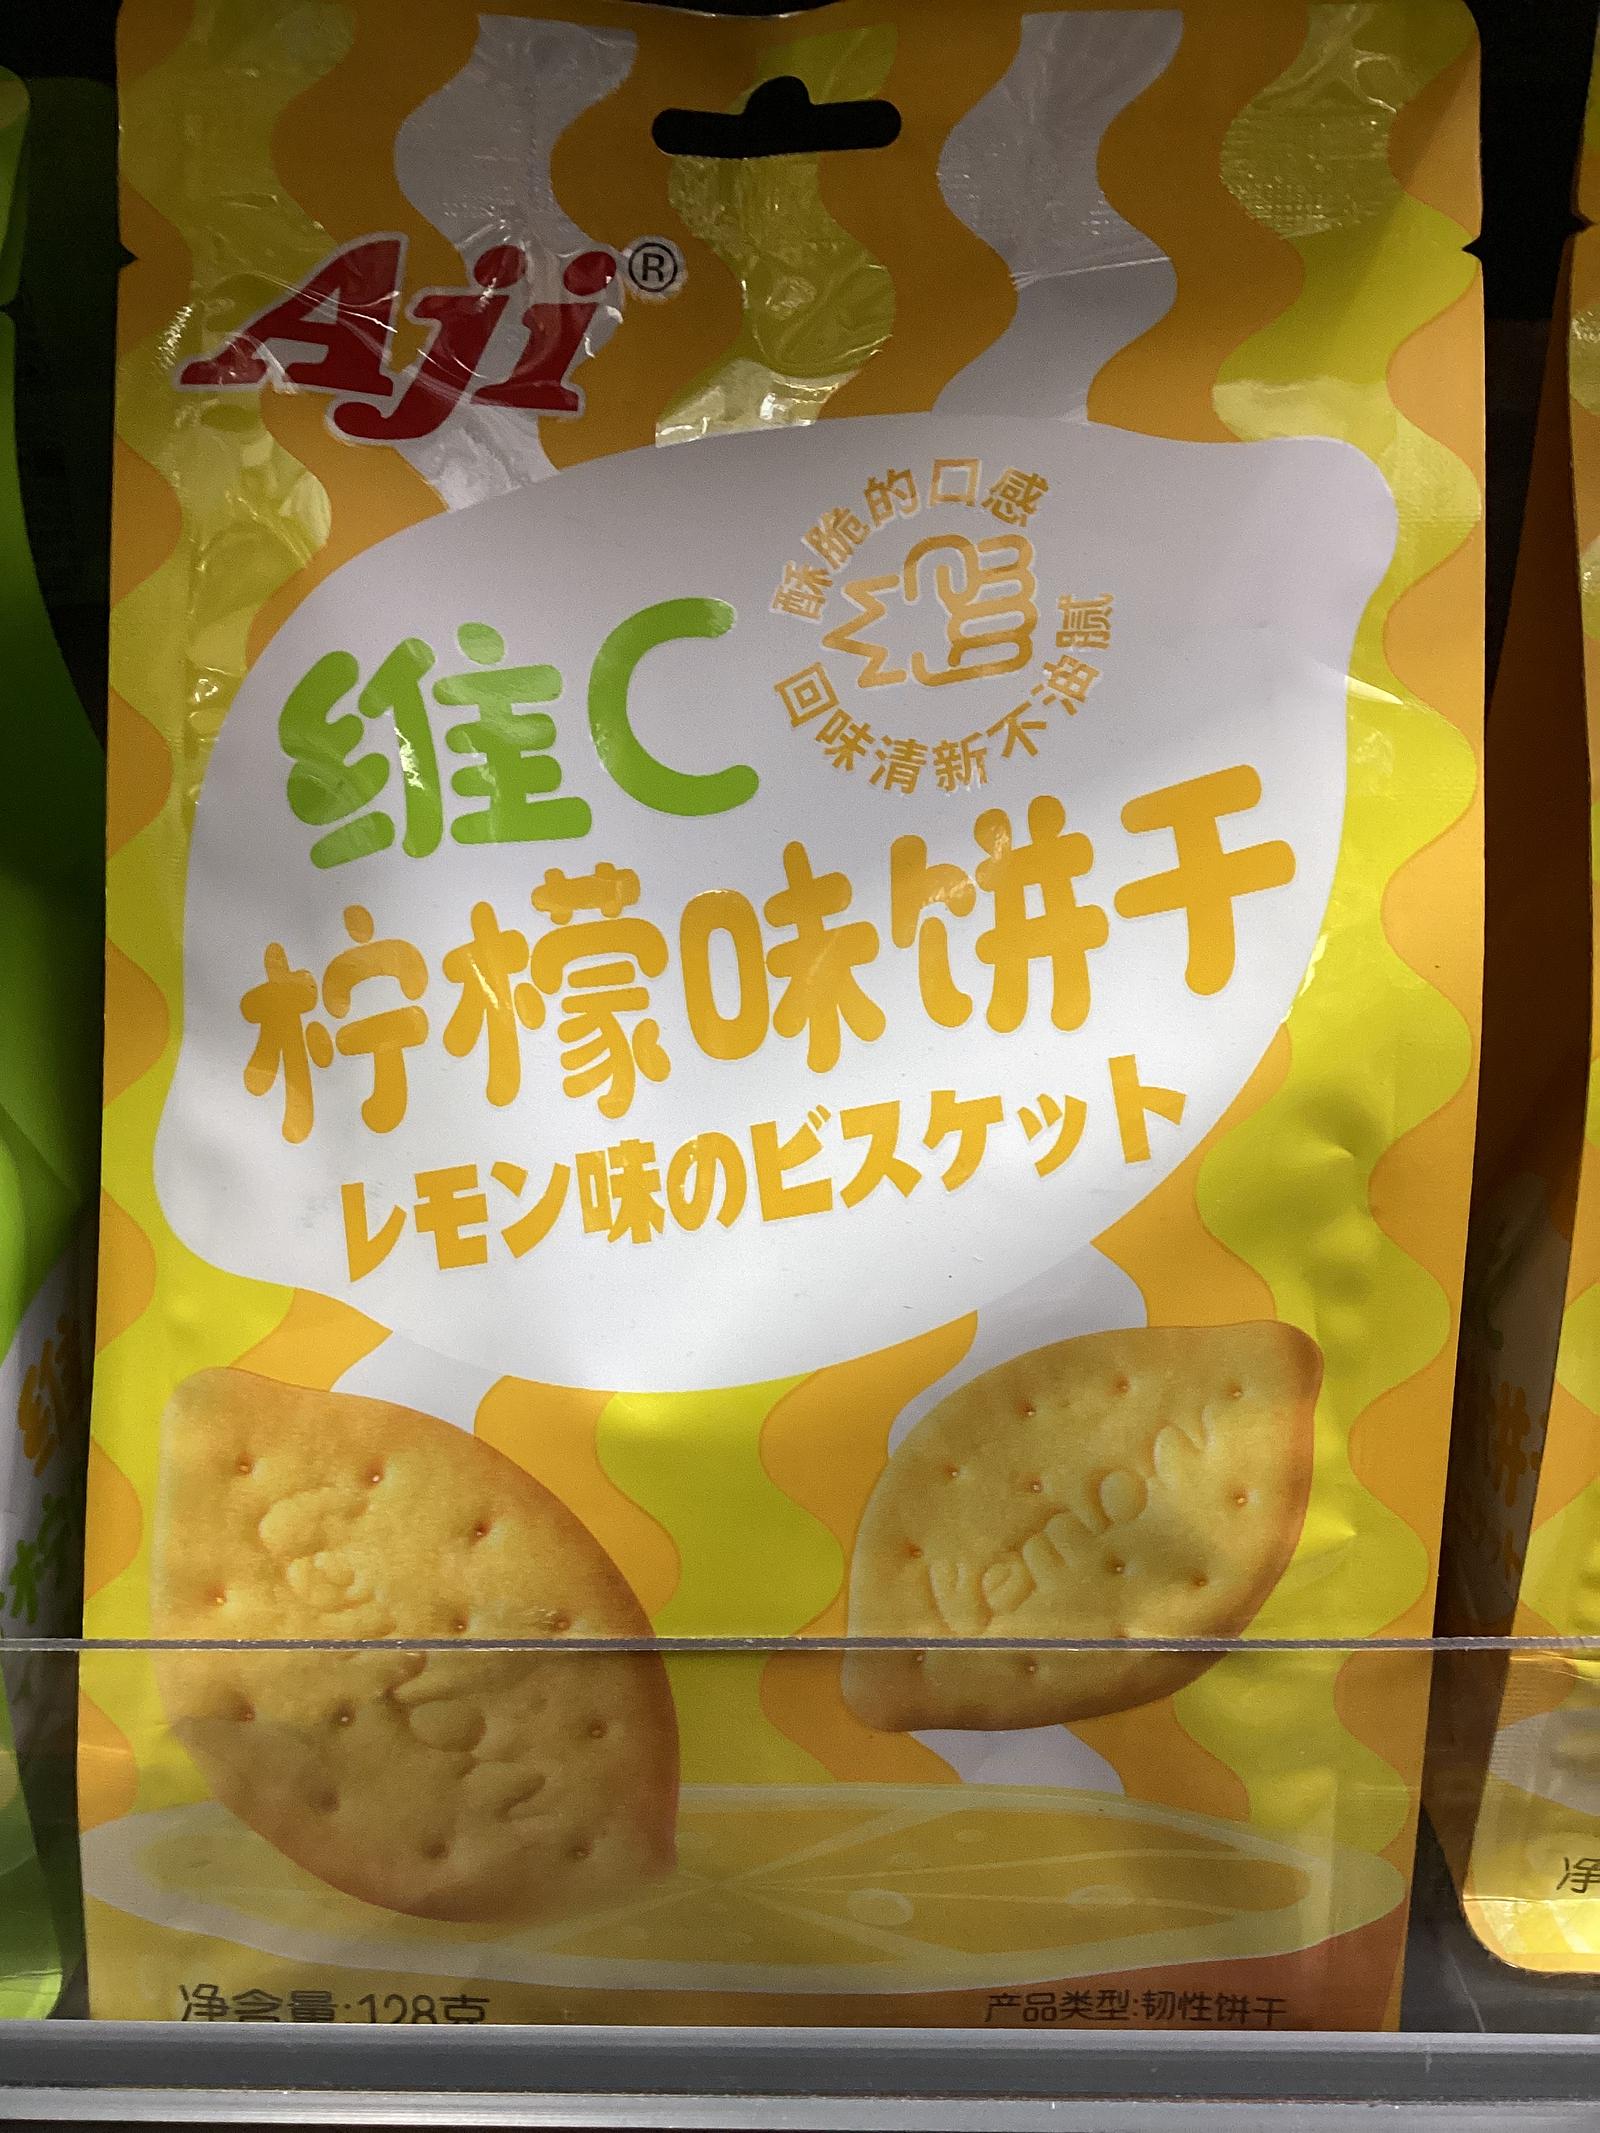 Aji®
酥脆的口感
回味清新不油腻
维C
柠檬味饼干
レモン味のビスケット
Lemon
净含量:128克
产品类型:韧性饼干
净